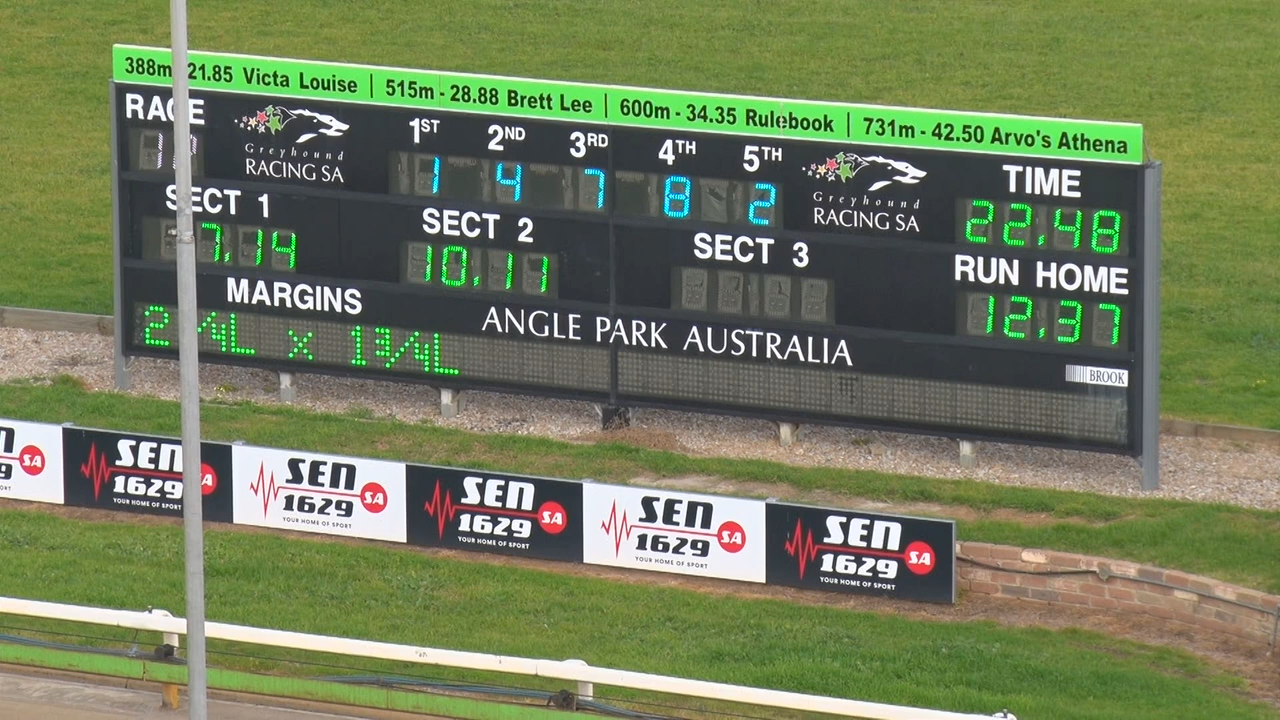 388m 21.85 Victa Louise | 515m - 28.88 Brett Lee | 600m - 34.35 Rulebook | 731m - 42.50 Arvo's Athena
RACE
Greyhound
RACING SA
1ST 2ND 3RD 4TH 5TH
1 4 7 8 2
Greyhound
RACING SA
TIME
22.48
SECT 1
7.14
SECT 2
10.11
SECT 3
RUN HOME
12.37
MARGINS
2 /4L x 1 3/4L
ANGLE PARK AUSTRALIA
BROOK
9 SA
SEN
1629 SA
YOUR HOME OF SPORT
SEN
1629 SA
YOUR HOME OF SPORT
SEN
1629 SA
YOUR HOME OF SPORT
SEN
1629 SA
YOUR HOME OF SPORT
SEN
1629 SA
YOUR HOME OF SPORT